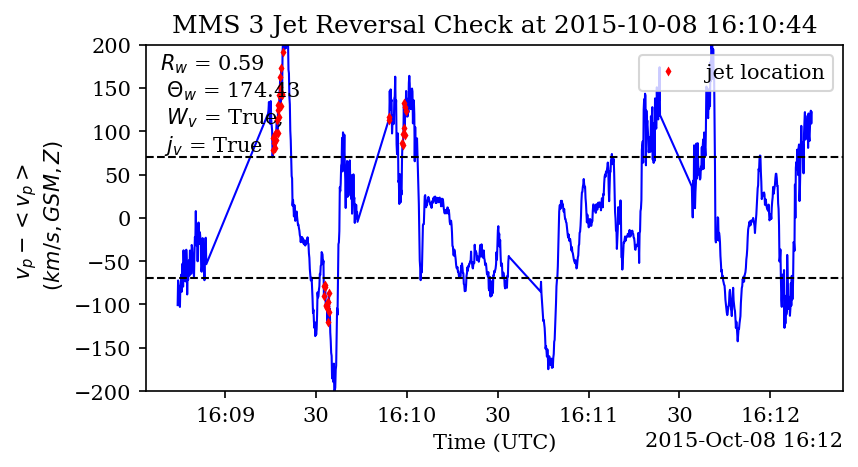 MMS 3 Jet Reversal Check at 2015-10-08 16:10:44
v_p − <v_p>
(km/s, GSM, Z)
200
150
100
50
0
−50
−100
−150
−200
R_w = 0.59
Θ_w = 174.43
W_v = True,
j_v = True
jet location
16:09
30
16:10
30
16:11
30
16:12
Time (UTC)
2015-Oct-08 16:12